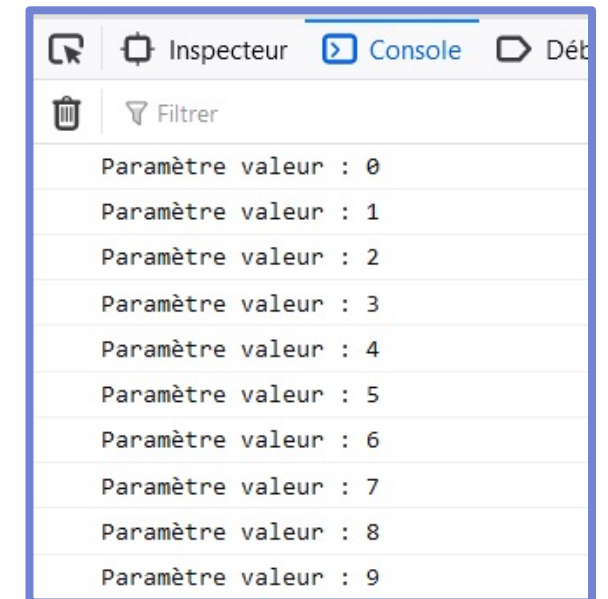 Inspecteur Console Déb
Filtrer
Paramètre valeur : 0
Paramètre valeur : 1
Paramètre valeur : 2
Paramètre valeur : 3
Paramètre valeur : 4
Paramètre valeur : 5
Paramètre valeur : 6
Paramètre valeur : 7
Paramètre valeur : 8
Paramètre valeur : 9